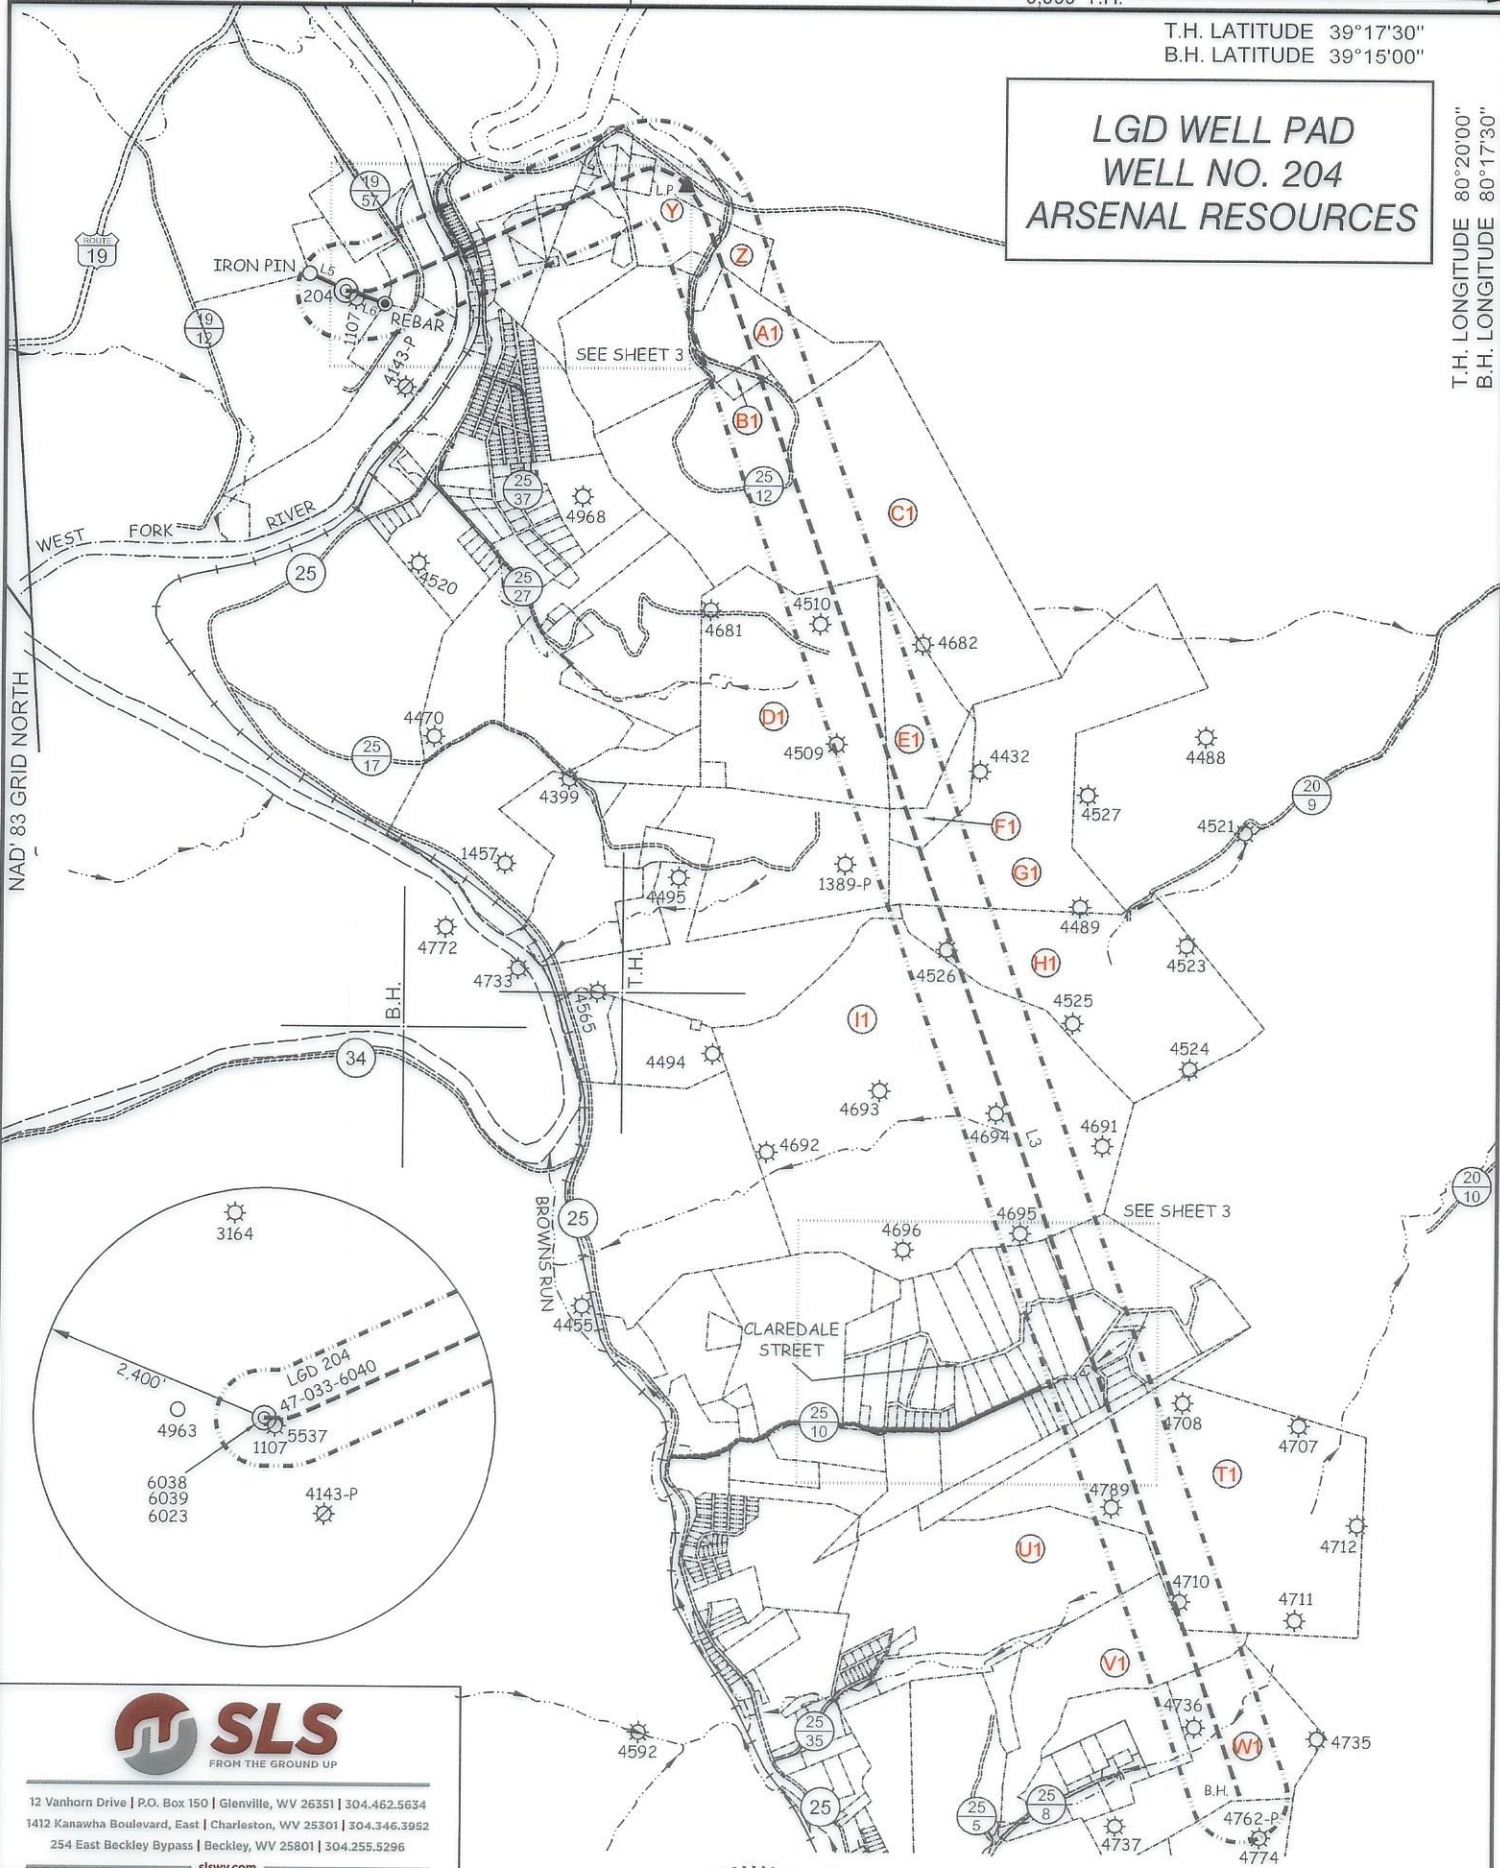 T.H. LATITUDE 39°17'30"
B.H. LATITUDE 39°15'00"
LGD WELL PAD
WELL NO. 204
ARSENAL RESOURCES
T.H. LONGITUDE 80°20'00"
B.H. LONGITUDE 80°17'30"
19
57
L.P.
Y
ROUTE
19
Z
IRON PIN
L5
204
L6
REBAR
1107
19
12
A1
SEE SHEET 3
4143-P
B1
25
37
25
12
4968
C1
WEST FORK RIVER
25
4520
25
27
4681
4510
4682
NAD' 83 GRID NORTH
4470
D1
4509
E1
4432
4488
25
17
4399
4527
20
9
4521
F1
1457
4495
1389-P
G1
4489
4772
4733
T.H.
B.H.
4565
4526
H1
4523
I1
4525
34
4494
4524
4693
4694
L3
4691
4692
20
10
BROWNS RUN
25
4695
SEE SHEET 3
4696
3164
4455
CLAREDALE
STREET
2,400'
LGD 204
47-033-6040
4963
5537
1107
25
10
4708
4707
6038
6039
6023
4143-P
T1
4789
4712
U1
4710
4711
V1
4736
SLS
FROM THE GROUND UP
4592
25
35
W1
4735
12 Vanhorn Drive | P.O. Box 150 | Glenville, WV 26351 | 304.462.5634
1412 Kanawha Boulevard, East | Charleston, WV 25301 | 304.346.3952
254 East Beckley Bypass | Beckley, WV 25801 | 304.255.5296
slswv.com
25
25
5
25
8
B.H.
4737
4762-P
4774